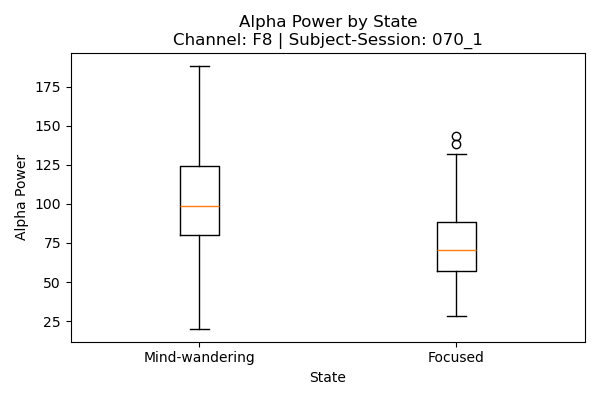 Alpha Power by State
Channel: F8 | Subject-Session: 070_1
Alpha Power
175
150
125
100
75
50
25
Mind-wandering
Focused
State